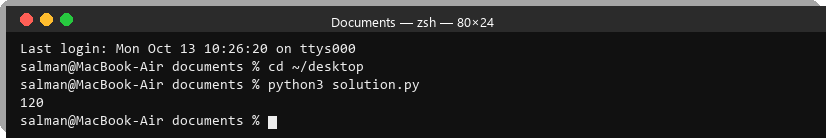 Documents — zsh — 80×24
Last login: Mon Oct 13 10:26:20 on ttys000
salman@MacBook-Air documents % cd ~/desktop
salman@MacBook-Air documents % python3 solution.py
120
salman@MacBook-Air documents %